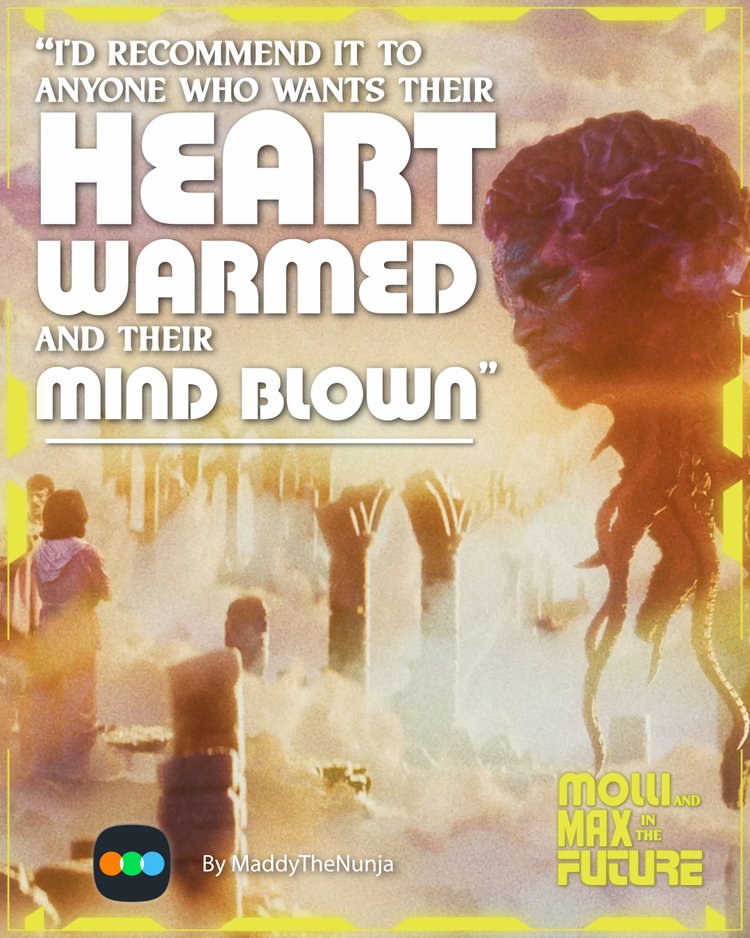 “I'D RECOMMEND IT TO
ANYONE WHO WANTS THEIR
HEART
WARMED
AND THEIR
MIND BLOWN”
By MaddyTheNunja
MOLLI AND
MAX IN THE
FUTURE